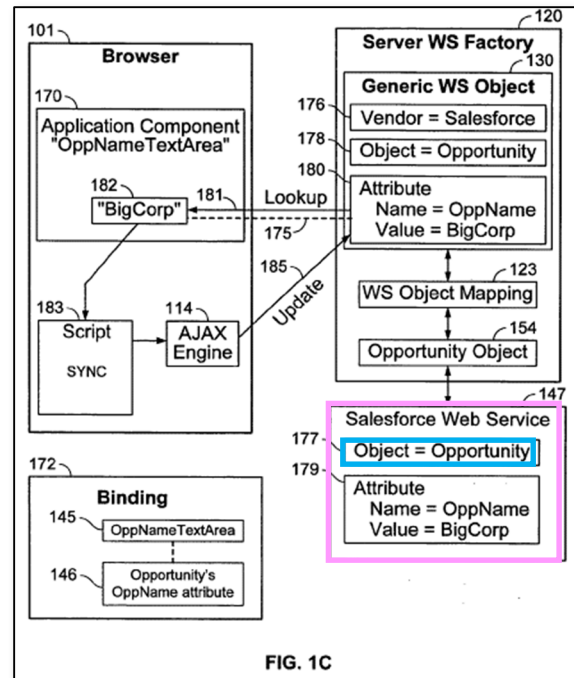 101
Browser
170
Application Component
"OppNameTextArea"
182
"BigCorp"
181
Lookup
175
185
Update
183
Script
SYNC
114
AJAX
Engine
120
Server WS Factory
130
Generic WS Object
176
Vendor = Salesforce
178
Object = Opportunity
180
Attribute
Name = OppName
Value = BigCorp
123
WS Object Mapping
154
Opportunity Object
147
Salesforce Web Service
177
Object = Opportunity
179
Attribute
Name = OppName
Value = BigCorp
172
Binding
145
OppNameTextArea
146
Opportunity's
OppName attribute
FIG. 1C